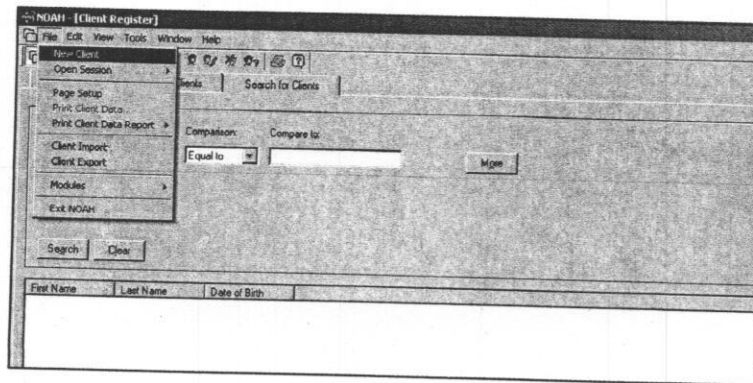 NOAH - [Client Register]
File Edit View Tools Window Help
New Client
Open Session
Page Setup
Print Client Data
Print Client Data Report
Client Import
Client Export
Modules
Exit NOAH
Search for Clients
Comparison: Compare to:
Equal to
More
Search Clear
First Name Last Name Date of Birth